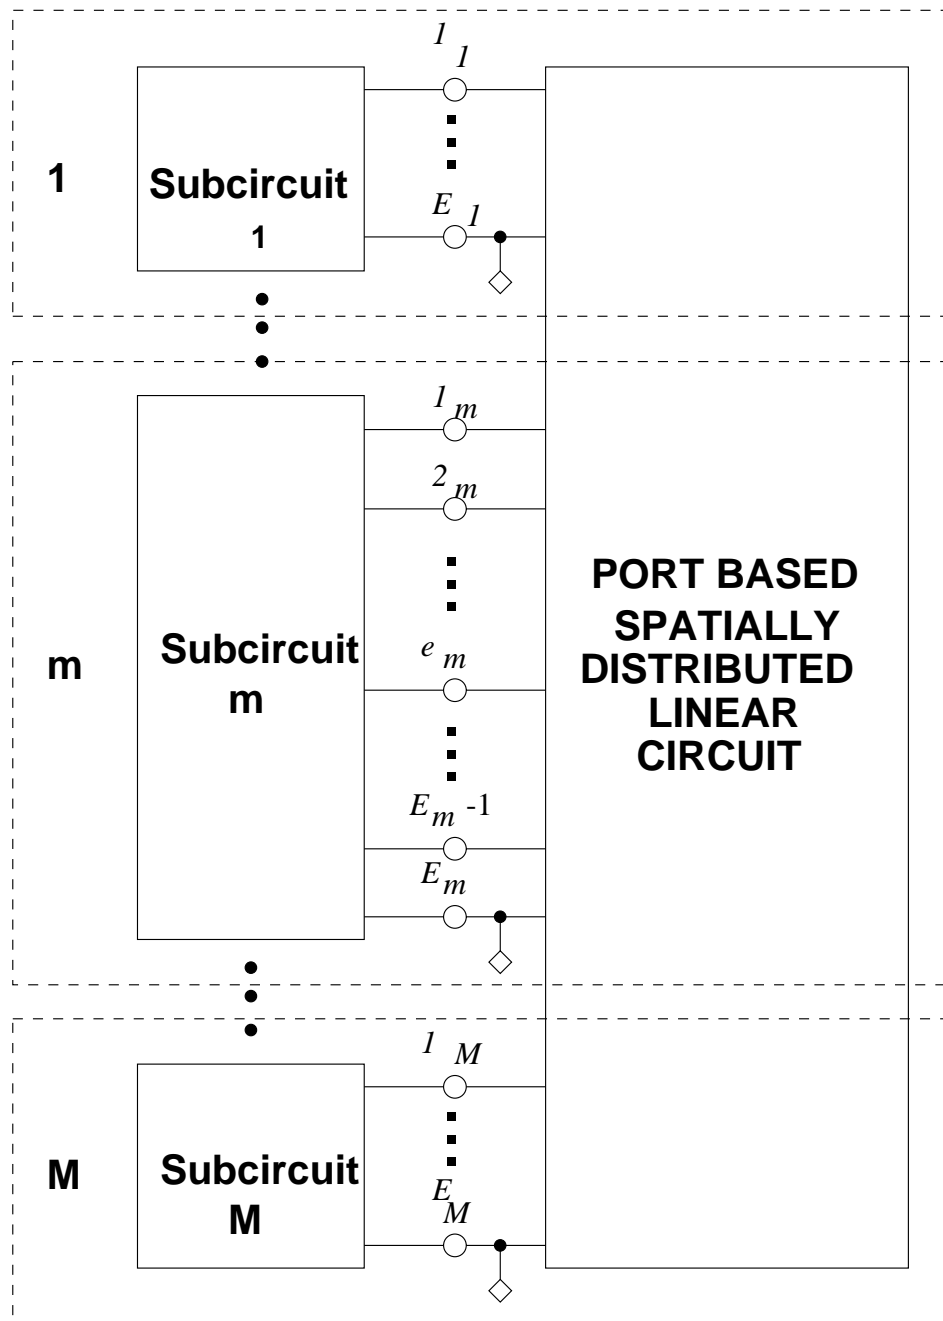 1
1
1
Subcircuit
1
E 1
1 m
2 m
PORT BASED
SPATIALLY
DISTRIBUTED
LINEAR
CIRCUIT
m
Subcircuit
m
e m
E m -1
E m
1 M
M
Subcircuit
M
E M